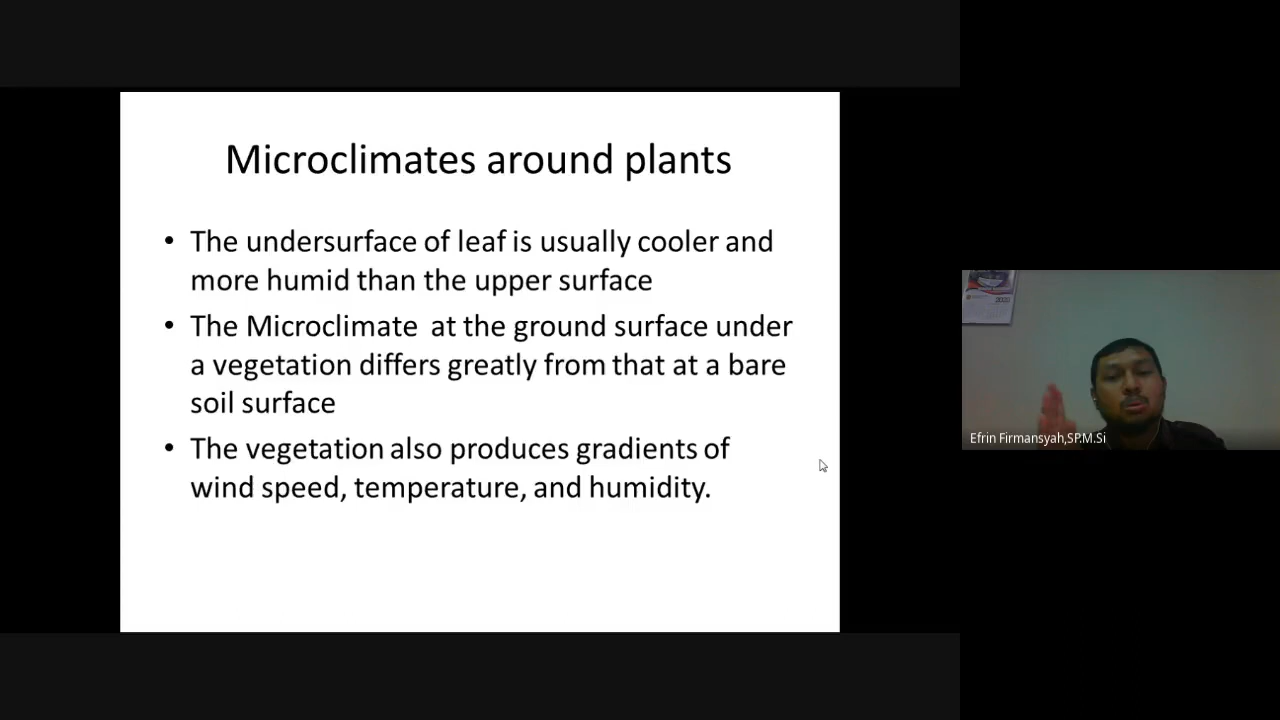 Microclimates around plants
• The undersurface of leaf is usually cooler and
more humid than the upper surface
• The Microclimate at the ground surface under
a vegetation differs greatly from that at a bare
soil surface
• The vegetation also produces gradients of
wind speed, temperature, and humidity.
Efrin Firmansyah,SP.M.Si